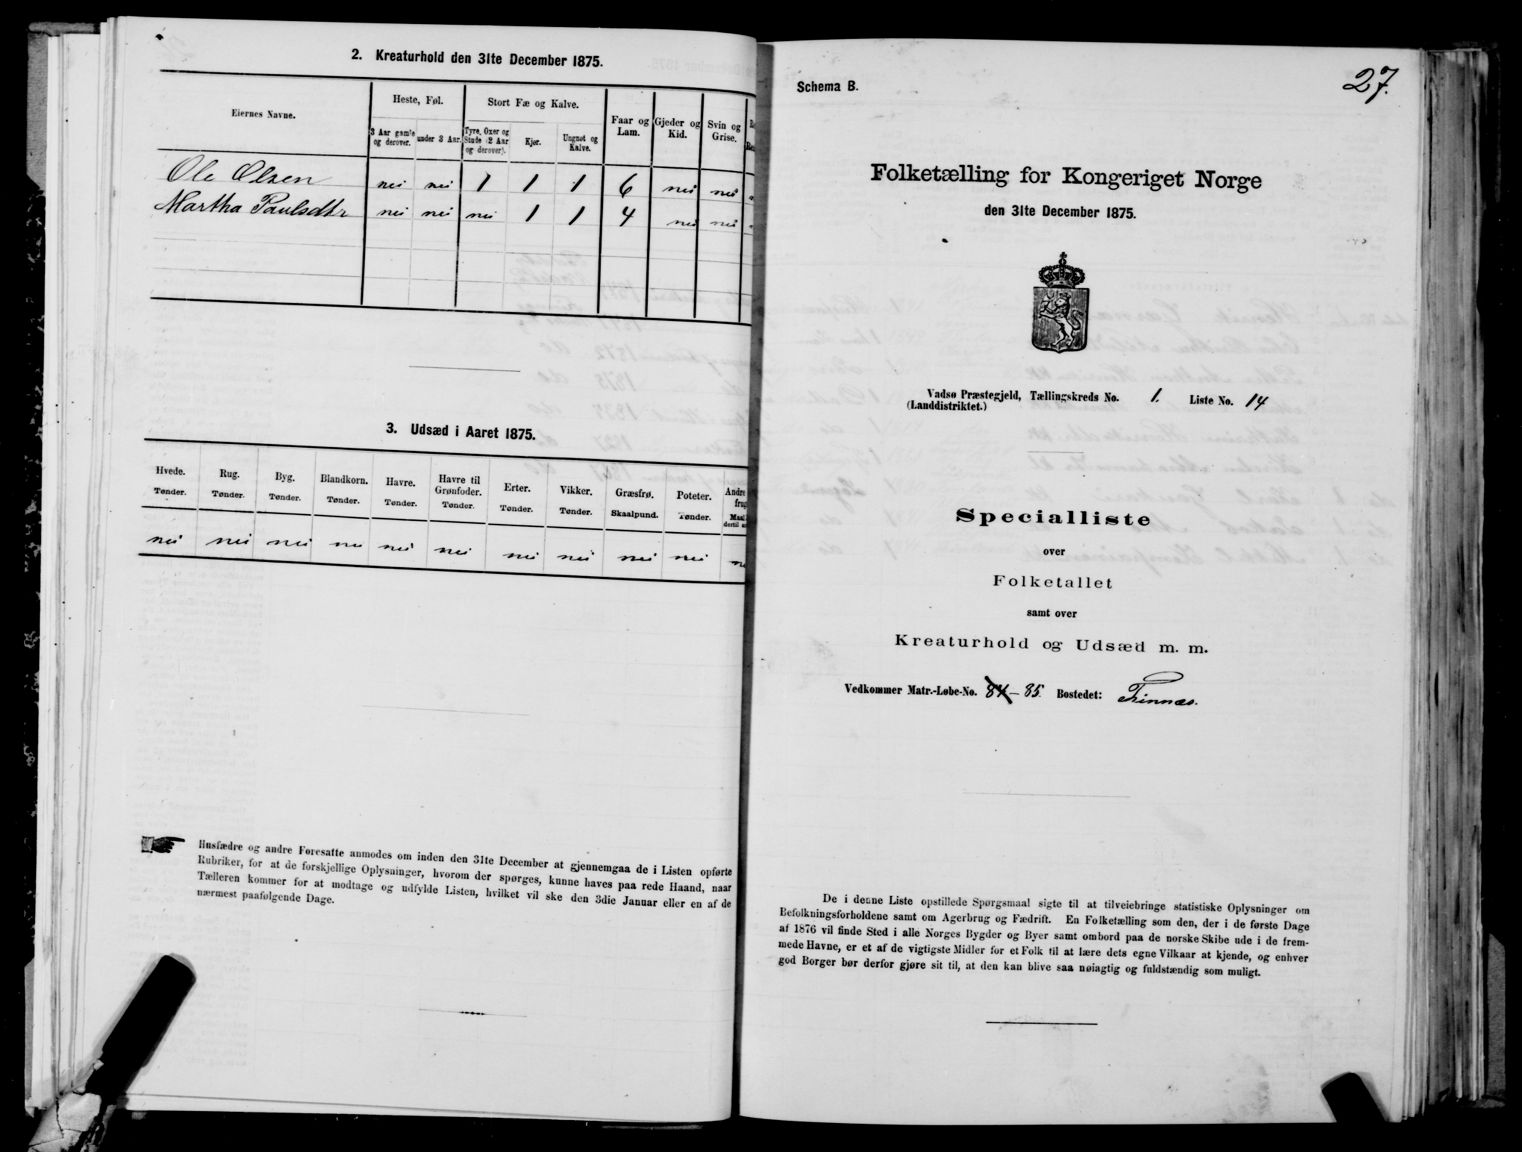 2. Kreaturhold den 31te December 1875.
Eiernes Navne.
Heste, Føl.
Stort Fæ og Kalve.
3 Aar gamle og derover.
under 3 Aar.
Tyre, Oxer og Stude (2 Aar og derover).
Kjør.
Ungnøt og Kalve.
Faar og Lam.
Gjeder og Kid.
Svin og Grise.
Ole Olsen nei nei 1 1 1 6 nei nei
Martha Paulsdtr nei nei nei 1 1 4 nei nei
3. Udsæd i Aaret 1875.
Hvede. Rug. Byg. Blandkorn. Havre. Havre til Grønfoder. Erter. Vikker. Græsfrø. Poteter. Andre
Tønder. Tønder. Tønder. Tønder. Tønder. Tønder. Tønder. Tønder. Skaalpund. Tønder.
nei nei nei nei nei nei nei nei nei nei
Husfædre og andre Foresatte anmodes om inden den 31te December at gjennemgaa de i Listen opførte
Rubriker, for at de forskjellige Oplysninger, hvorom der spørges, kunne haves paa rede Haand, naar
Tælleren kommer for at modtage og udfylde Listen, hvilket vil ske den 3die Januar eller en af de
nærmest paafølgende Dage.
Schema B.
27.
Folketælling for Kongeriget Norge
den 31te December 1875.
Vadsø Præstegjeld, Tællingskreds No. 1. Liste No. 14
(Landdistriktet.)
Specialliste
over
Folketallet
samt over
Kreaturhold og Udsæd m. m.
Vedkommer Matr.-Løbe-No. 84-85. Bostedet: Finnæs.
De i denne Liste opstillede Spørgsmaal sigte til at tilveiebringe statistiske Oplysninger om
Befolkningsforholdene samt om Agerbrug og Fædrift. En Folketælling som den, der i de første Dage
af 1876 vil finde Sted i alle Norges Bygder og Byer samt ombord paa de norske Skibe ude i de frem-
mede Havne, er et af de vigtigste Midler for et Folk til at lære dets egne Vilkaar at kjende, og enhver
god Borger bør derfor gjøre sit til, at den kan blive saa nøiagtig og fuldstændig som muligt.